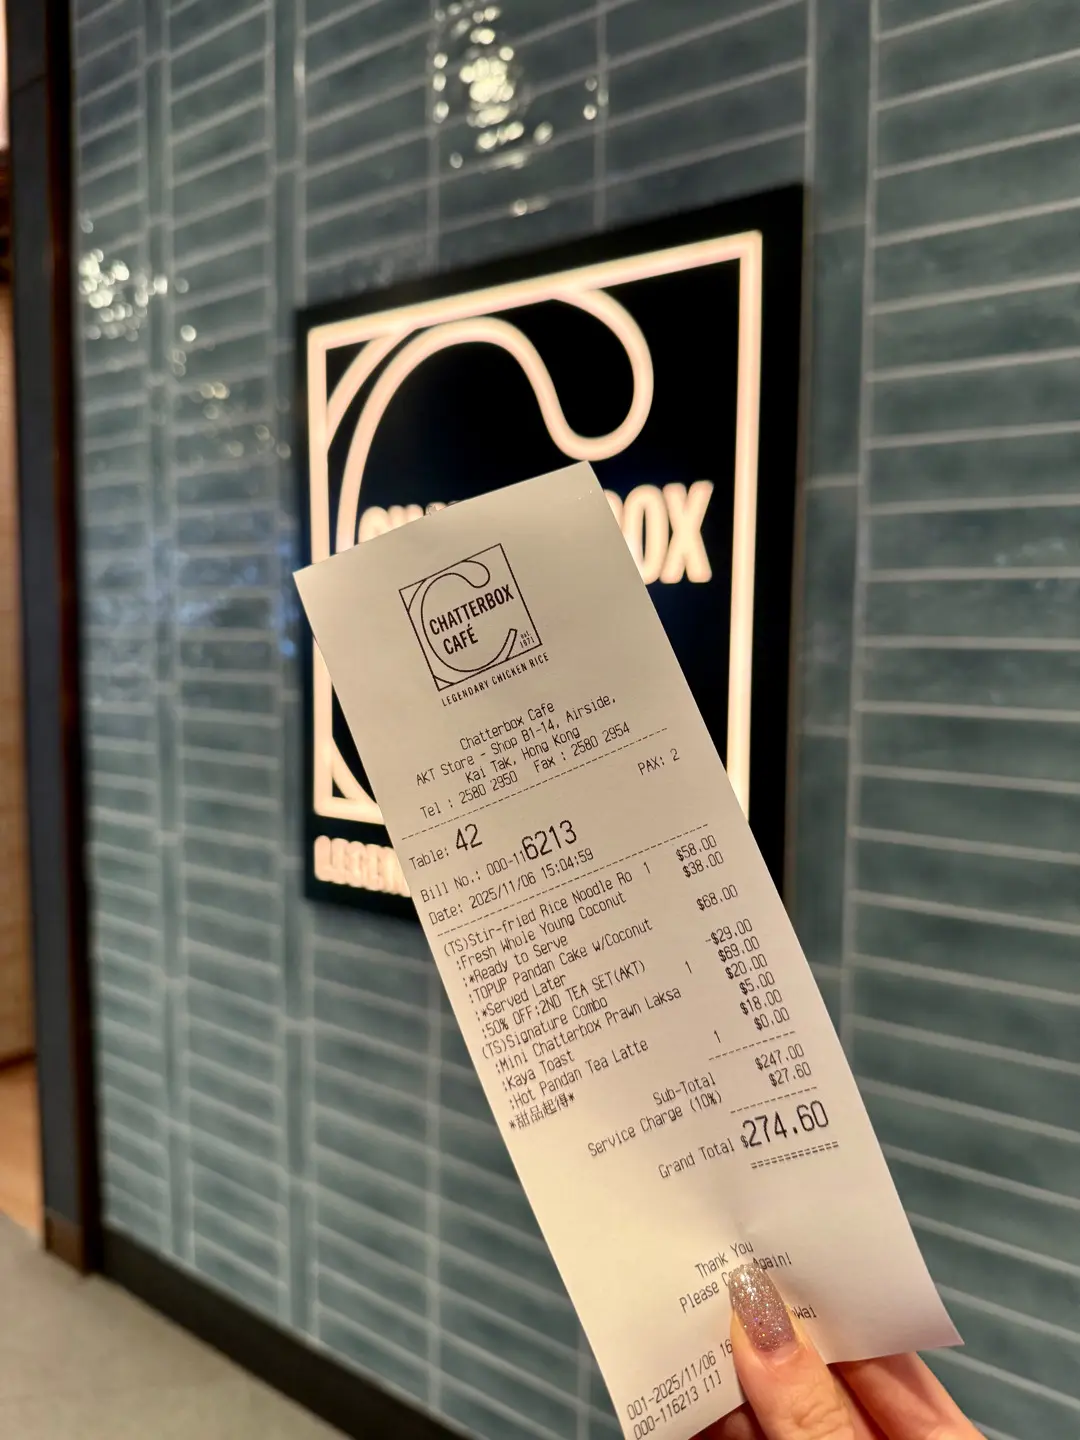 BOX
CHATTERBOX
CAFÉ
Est.
1971
LEGENDARY CHICKEN RICE
Chatterbox Cafe
AKT Store - Shop B1-14, Airside,
Kai Tak, Hong Kong
Tel : 2580 2950 Fax : 2580 2954
PAX: 2
Table: 42
Bill No.: 000-116213
Date: 2025/11/06 15:04:59
(TS)Stir-fried Rice Noodle Ro 1 $58.00
:Fresh Whole Young Coconut $38.00
:*Ready to Serve
:TOPUP Pandan Cake w/Coconut $68.00
:*Served Later
:50% OFF:2ND TEA SET(AKT) -$29.00
(TS)Signature Combo 1 $69.00
:Mini Chatterbox Prawn Laksa $20.00
:Kaya Toast $5.00
:Hot Pandan Tea Latte $18.00
*甜品起得* 1 $0.00
Sub-Total $247.00
Service Charge (10%) $27.60
Grand Total $274.60
============
Thank You
Please Again!
001-2025/11/06 16
000-116213 [1]